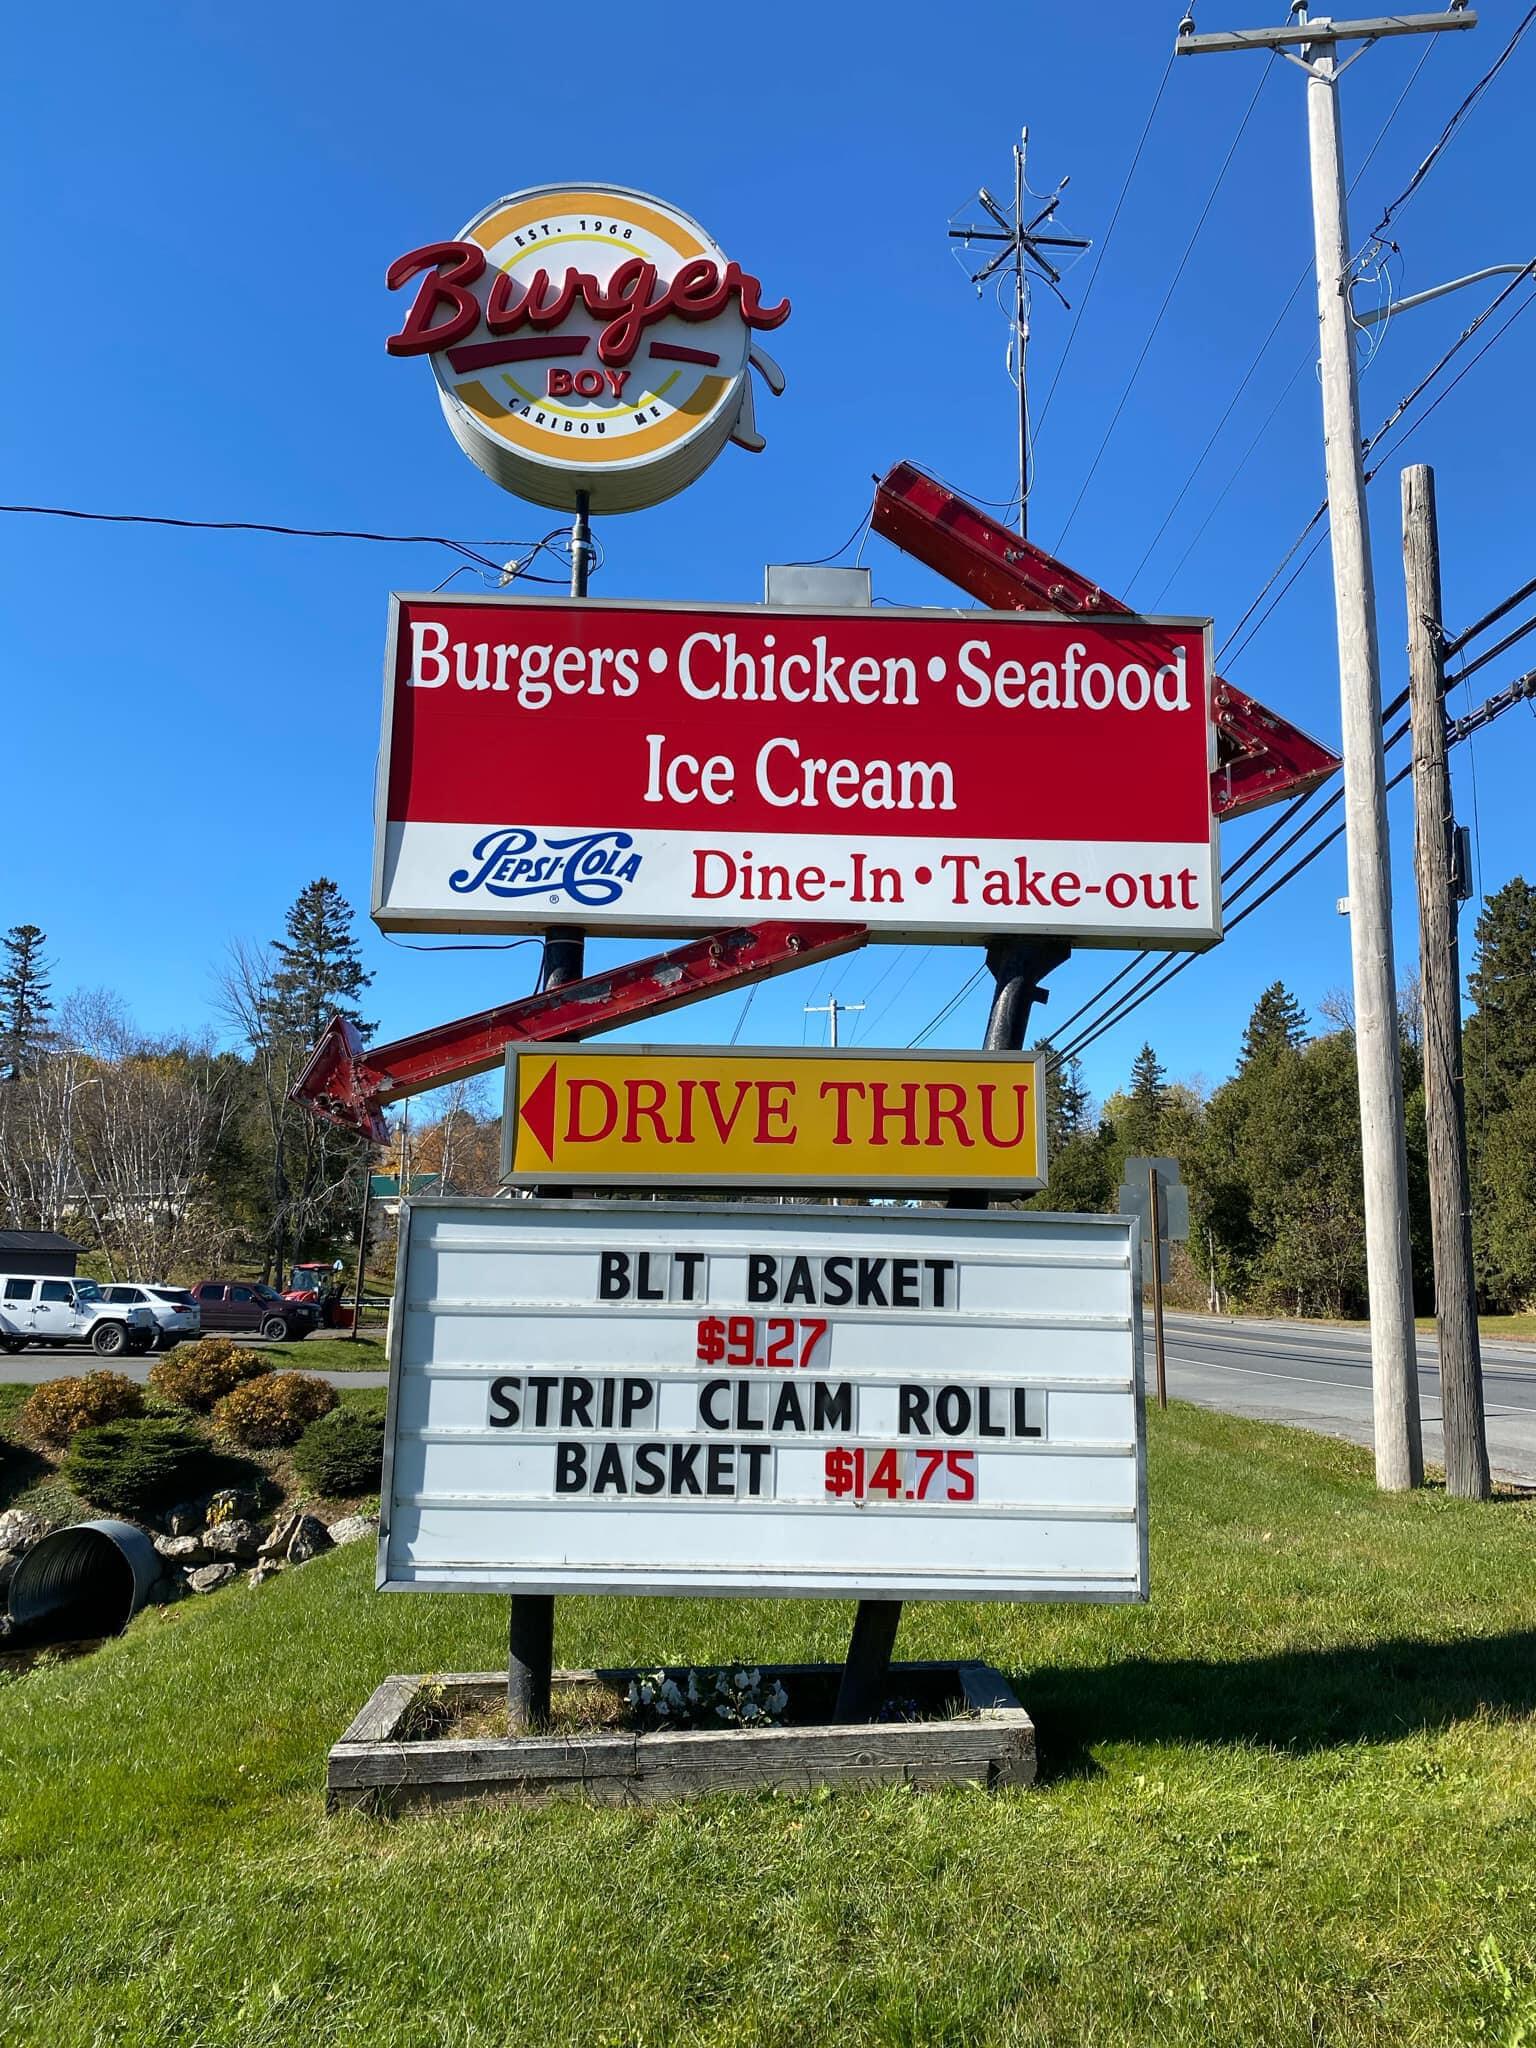 EST. 1968
Burger
BOY
CARIBOU ME
Burgers • Chicken • Seafood
Ice Cream
PEPSI-COLA ® Dine-In • Take-out
DRIVE THRU
BLT BASKET
$9.27
STRIP CLAM ROLL
BASKET $14.75